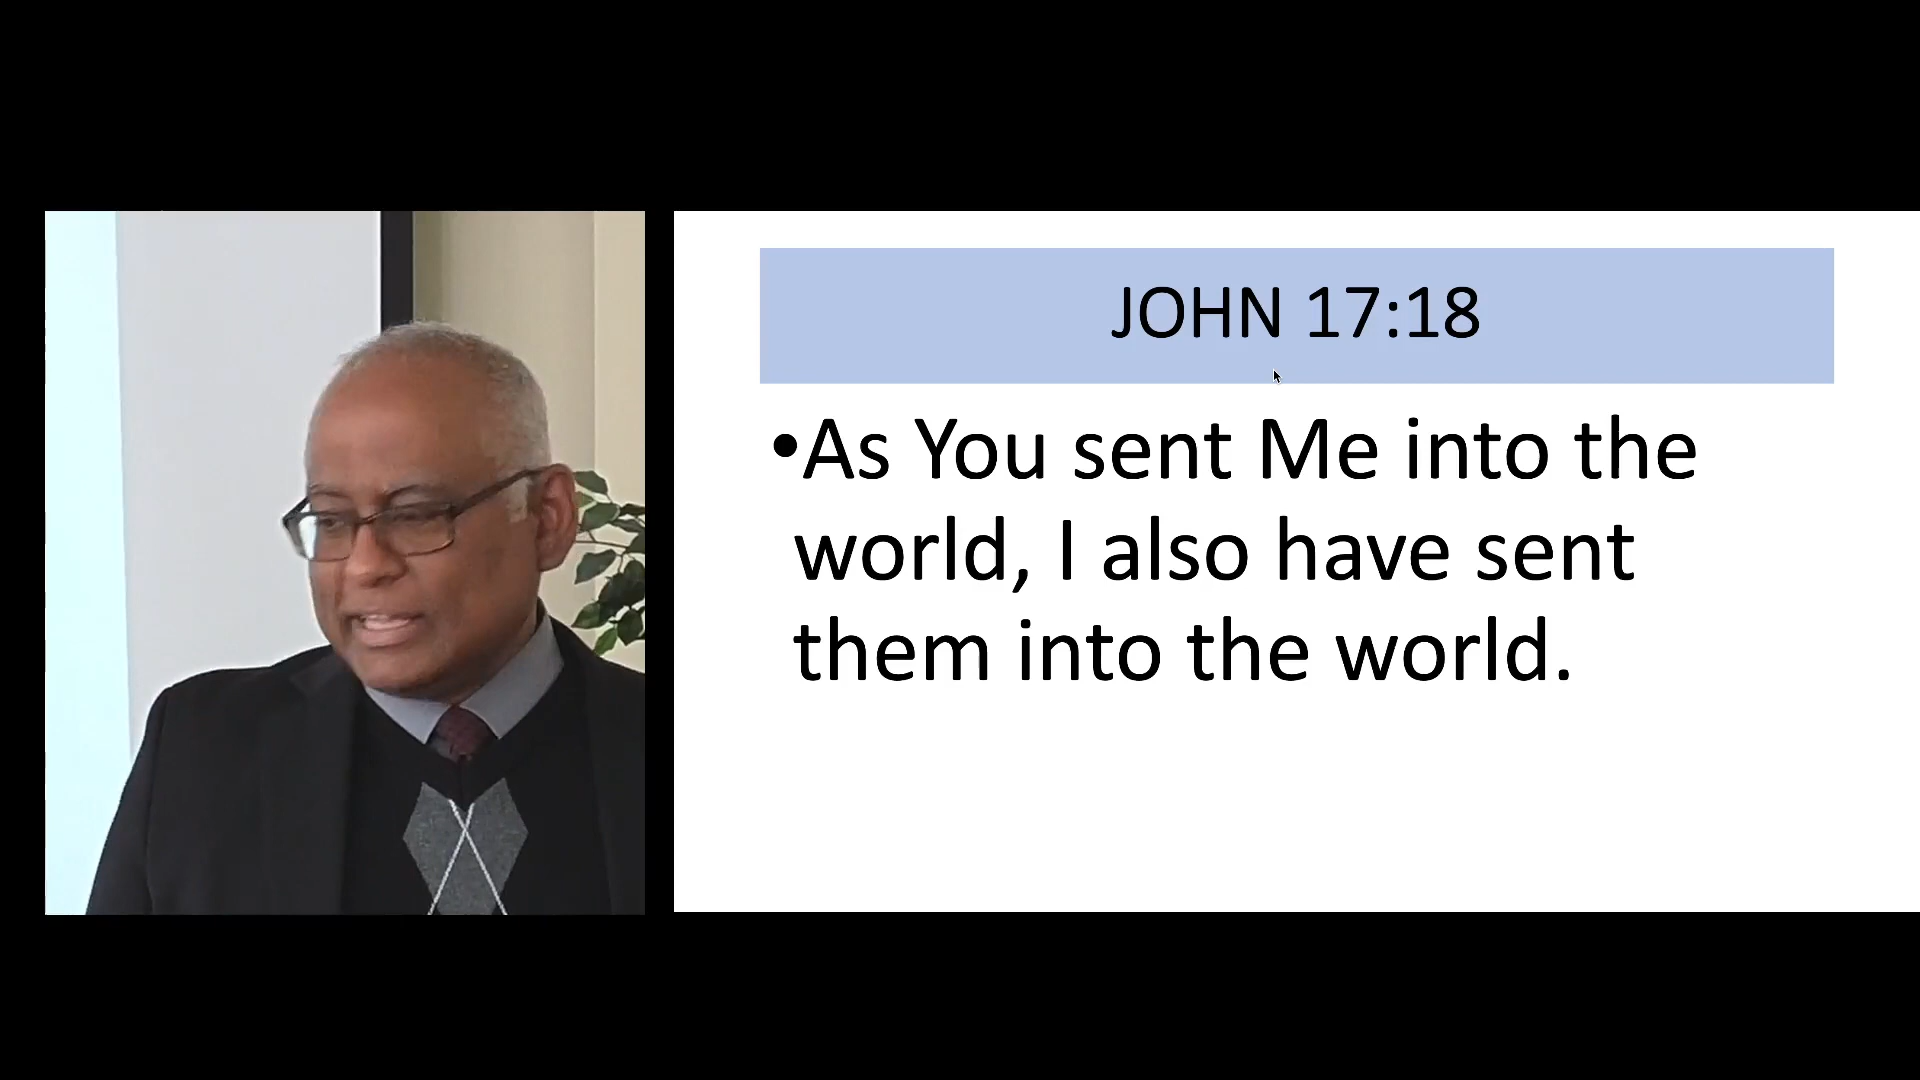 JOHN 17:18
•As You sent Me into the
world, I also have sent
them into the world.